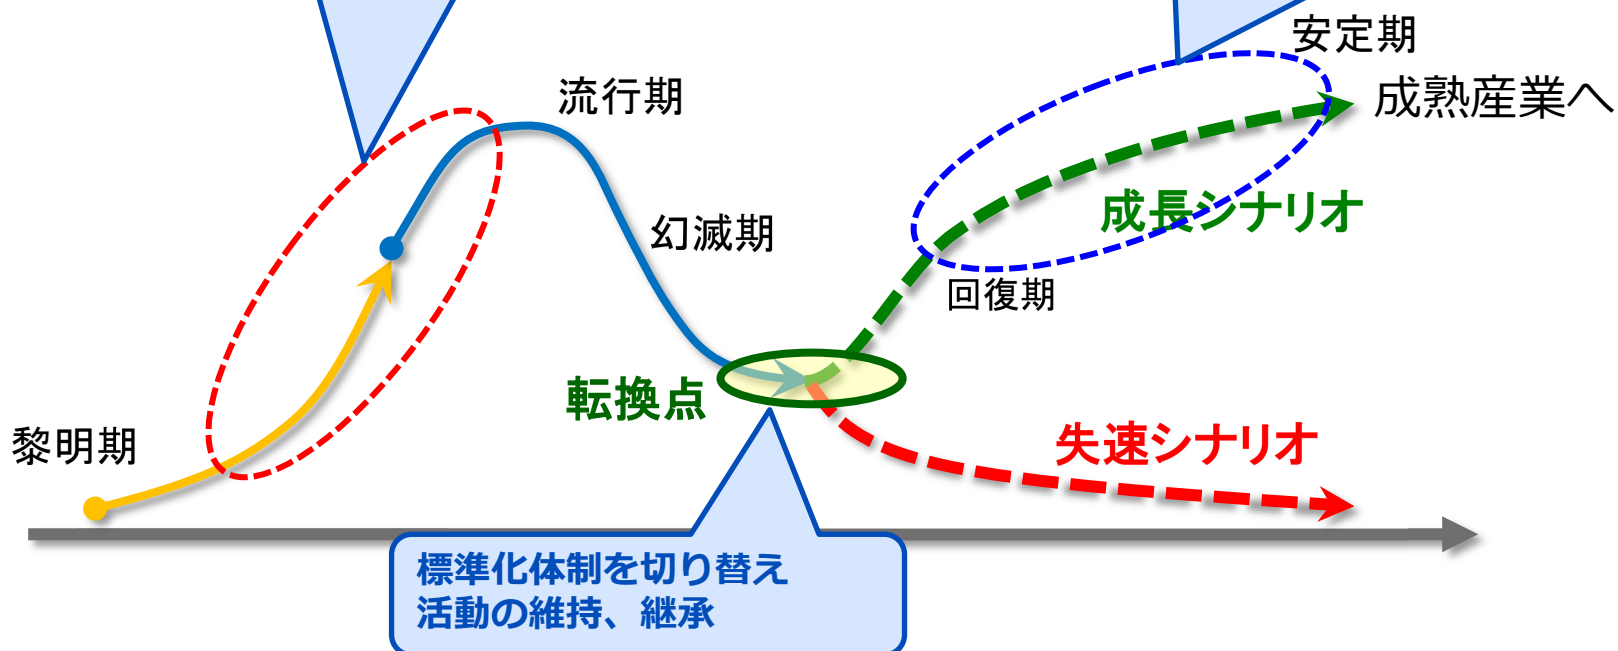 安定期
成熟産業へ
流行期
成長シナリオ
幻滅期
回復期
転換点
黎明期
失速シナリオ
標準化体制を切り替え
活動の維持、継承